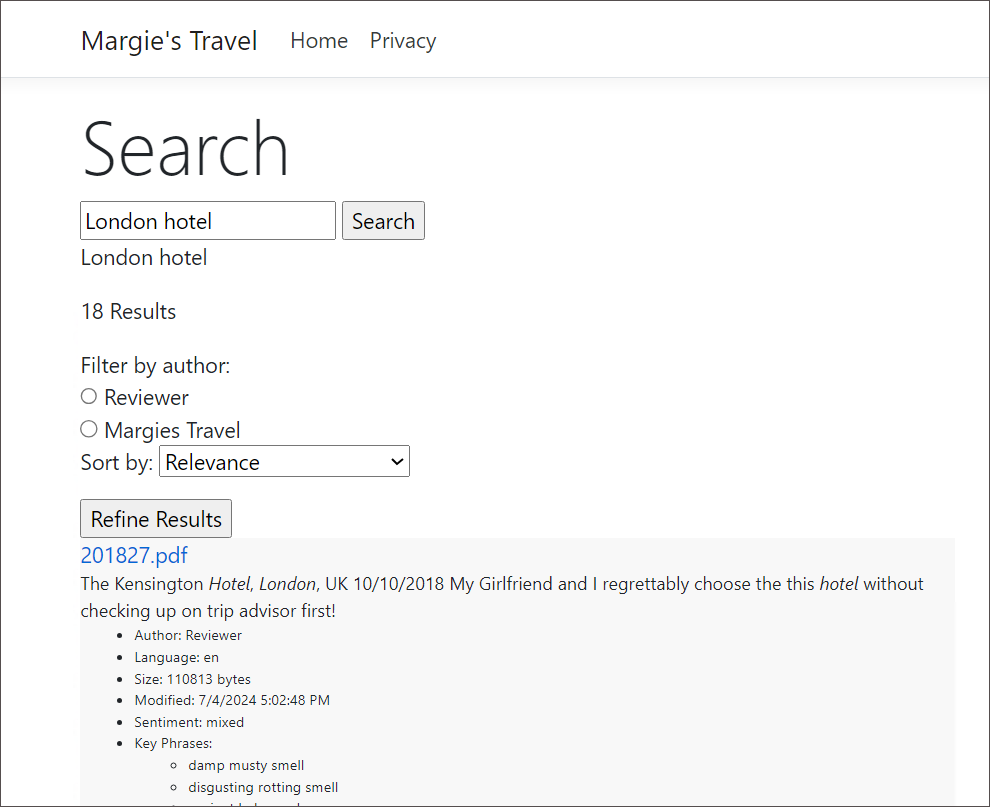 Margie's Travel Home Privacy
Search
London hotel Search
London hotel
18 Results
Filter by author:
Reviewer
Margies Travel
Sort by: Relevance
Refine Results
201827.pdf
The Kensington Hotel, London, UK 10/10/2018 My Girlfriend and I regrettably choose the this hotel without
checking up on trip advisor first!
Author: Reviewer
Language: en
Size: 110813 bytes
Modified: 7/4/2024 5:02:48 PM
Sentiment: mixed
Key Phrases:
damp musty smell
disgusting rotting smell